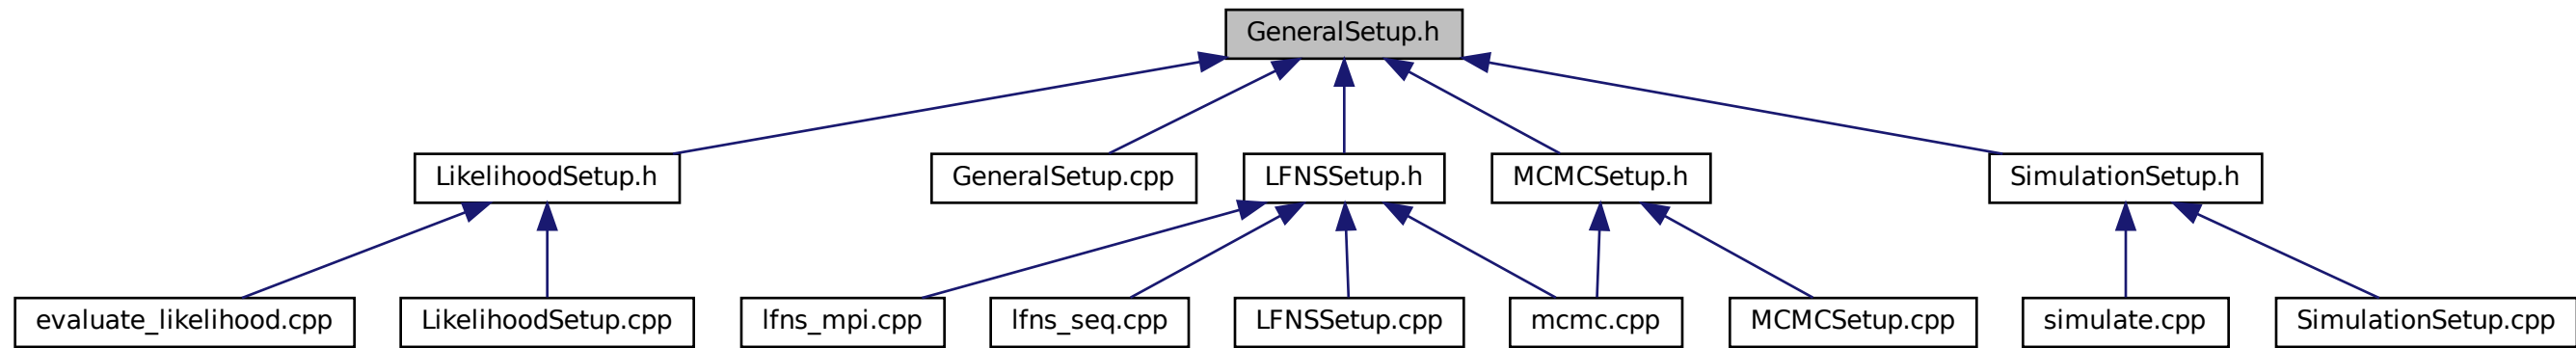 GeneralSetup.h
LikelihoodSetup.h
GeneralSetup.cpp
LFNSSetup.h
MCMCSetup.h
SimulationSetup.h
evaluate_likelihood.cpp
LikelihoodSetup.cpp
lfns_mpi.cpp
lfns_seq.cpp
LFNSSetup.cpp
mcmc.cpp
MCMCSetup.cpp
simulate.cpp
SimulationSetup.cpp